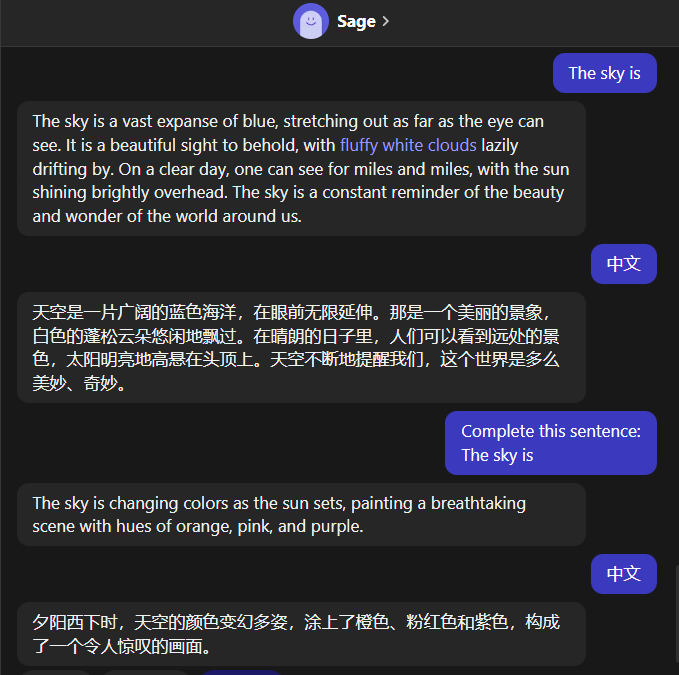 Sage
The sky is
The sky is a vast expanse of blue, stretching out as far as the eye can
see. It is a beautiful sight to behold, with fluffy white clouds lazily
drifting by. On a clear day, one can see for miles and miles, with the sun
shining brightly overhead. The sky is a constant reminder of the beauty
and wonder of the world around us.
中文
天空是一片广阔的蓝色海洋，在眼前无限延伸。那是一个美丽的景象，
白色的蓬松云朵悠闲地飘过。在晴朗的日子里，人们可以看到远处的景
色，太阳明亮地高悬在头顶上。天空不断地提醒我们，这个世界是多么
美妙、奇妙。
Complete this sentence:
The sky is
The sky is changing colors as the sun sets, painting a breathtaking
scene with hues of orange, pink, and purple.
中文
夕阳西下时，天空的颜色变幻多姿，涂上了橙色、粉红色和紫色，构成
了一个令人惊叹的画面。